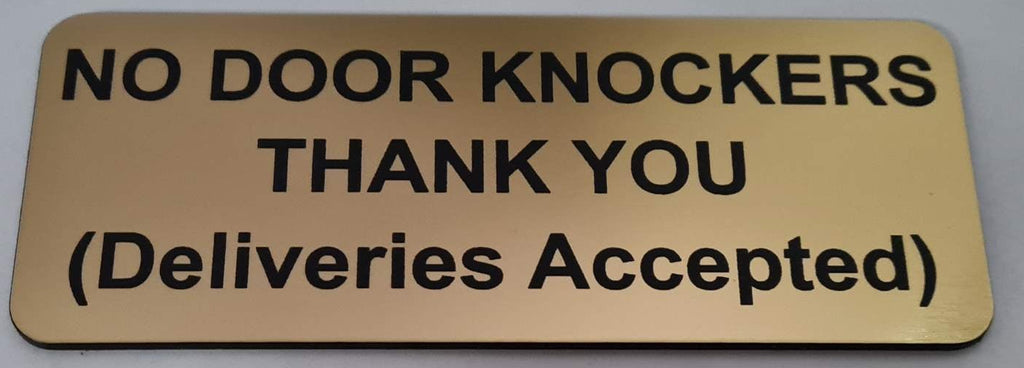 NO DOOR KNOCKERS
THANK YOU
(Deliveries Accepted)